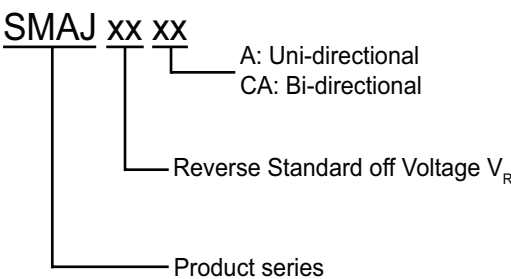 SMAJ xx xx
A: Uni-directional
CA: Bi-directional
Reverse Standard off Voltage VR
Product series